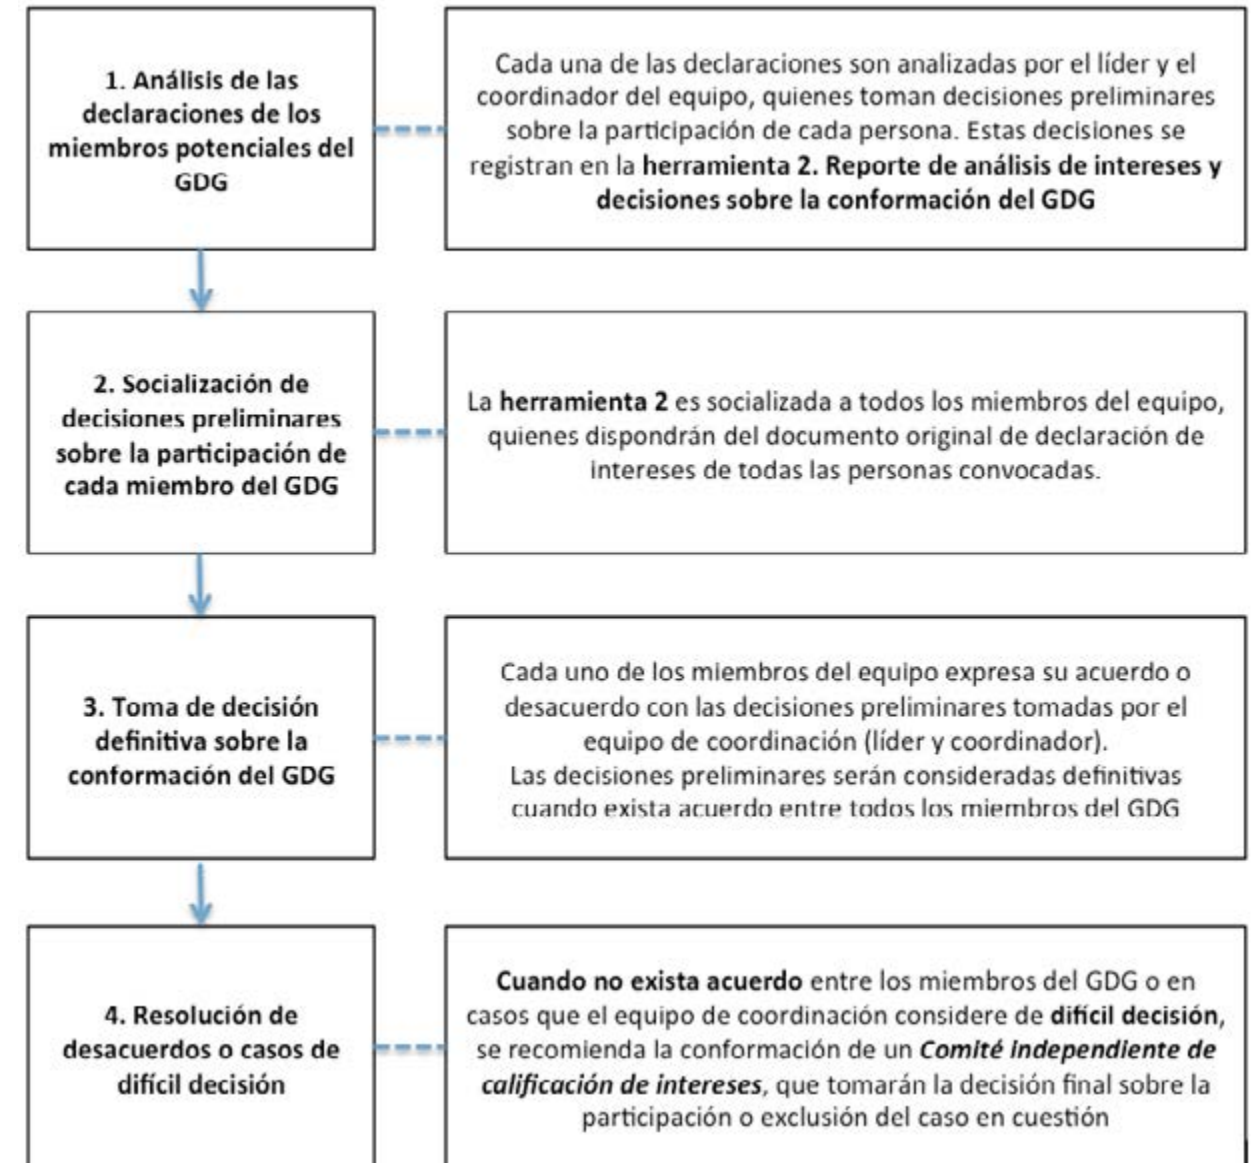 1. Análisis de las
declaraciones de los
miembros potenciales del
GDG
Cada una de las declaraciones son analizadas por el líder y el
coordinador del equipo, quienes toman decisiones preliminares
sobre la participación de cada persona. Estas decisiones se
registran en la herramienta 2. Reporte de análisis de intereses y
decisiones sobre la conformación del GDG
2. Socialización de
decisiones preliminares
sobre la participación de
cada miembro del GDG
La herramienta 2 es socializada a todos los miembros del equipo,
quienes dispondrán del documento original de declaración de
intereses de todas las personas convocadas.
3. Toma de decisión
definitiva sobre la
conformación del GDG
Cada uno de los miembros del equipo expresa su acuerdo o
desacuerdo con las decisiones preliminares tomadas por el
equipo de coordinación (líder y coordinador).
Las decisiones preliminares serán consideradas definitivas
cuando exista acuerdo entre todos los miembros del GDG
4. Resolución de
desacuerdos o casos de
difícil decisión
Cuando no exista acuerdo entre los miembros del GDG o en
casos que el equipo de coordinación considere de difícil decisión,
se recomienda la conformación de un Comité independiente de
calificación de intereses, que tomarán la decisión final sobre la
participación o exclusión del caso en cuestión